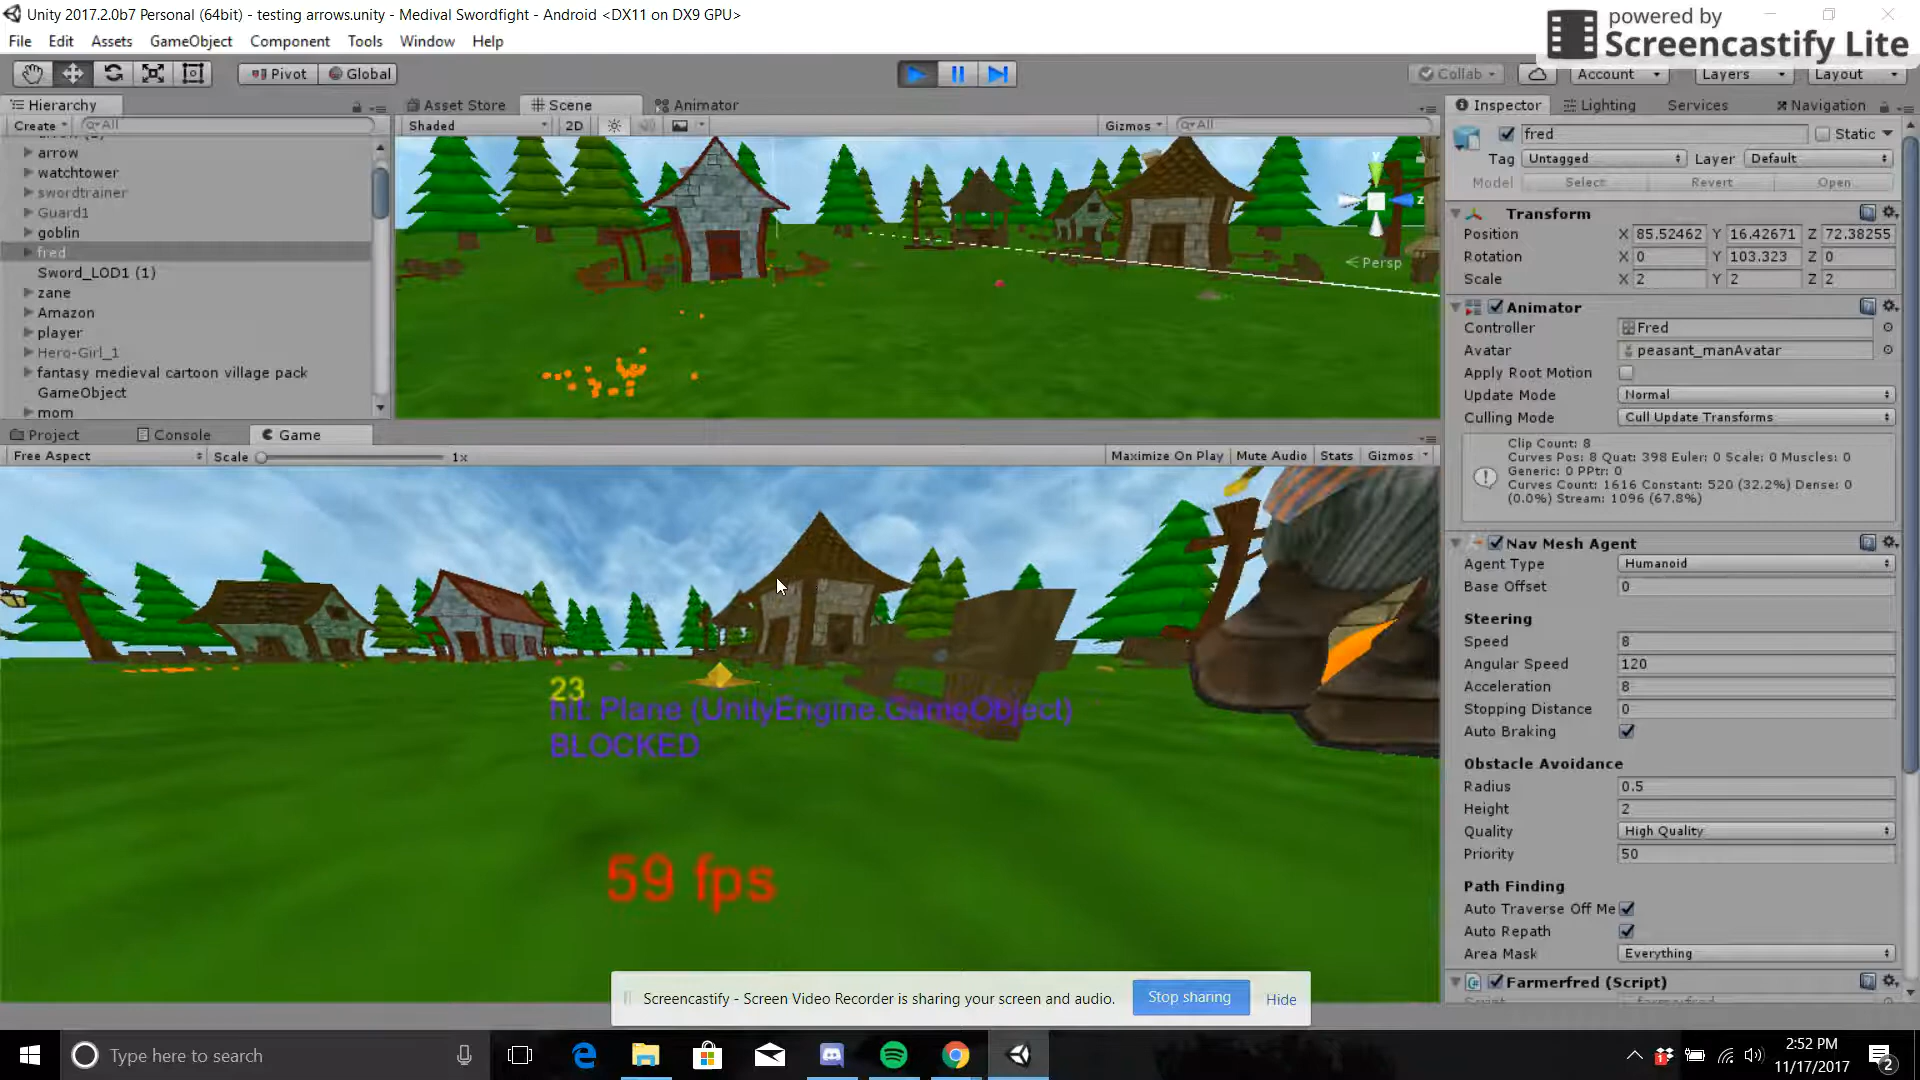 Unity 2017.2.0b7 Personal (64bit) - testing arrows.unity - Medival Swordfight - Android <DX11 on DX9 GPU>
powered by
Screencastify Lite
File Edit Assets GameObject Component Tools Window Help
Pivot Global
Collab Account Layers Layout
Hierarchy
Create All
arrow
watchtower
swordtrainer
Guard1
goblin
fred
Sword_LOD1 (1)
zane
Amazon
player
Hero-Girl_1
fantasy medieval cartoon village pack
GameObject
mom
Asset Store Scene Animator
Shaded 2D Gizmos All
y
z
Persp
Project Console Game
Free Aspect Scale 1x Maximize On Play Mute Audio Stats Gizmos
23
hit: Plane (UnityEngine.GameObject)
BLOCKED
59 fps
Inspector Lighting Services Navigation
fred Static
Tag Untagged Layer Default
Model Select Revert Open
Transform
Position X 85.52462 Y 16.42671 Z 72.38255
Rotation X 0 Y 103.323 Z 0
Scale X 2 Y 2 Z 2
Animator
Controller Fred
Avatar peasant_manAvatar
Apply Root Motion
Update Mode Normal
Culling Mode Cull Update Transforms
Clip Count: 8
Curves Pos: 8 Quat: 398 Euler: 0 Scale: 0 Muscles: 0
Generic: 0 PPtr: 0
Curves Count: 1616 Constant: 520 (32.2%) Dense: 0
(0.0%) Stream: 1096 (67.8%)
Nav Mesh Agent
Agent Type Humanoid
Base Offset 0
Steering
Speed 8
Angular Speed 120
Acceleration 8
Stopping Distance 0
Auto Braking
Obstacle Avoidance
Radius 0.5
Height 2
Quality High Quality
Priority 50
Path Finding
Auto Traverse Off Me
Auto Repath
Area Mask Everything
Farmerfred (Script)
Screencastify - Screen Video Recorder is sharing your screen and audio. Stop sharing Hide
Type here to search
2:52 PM
11/17/2017
2